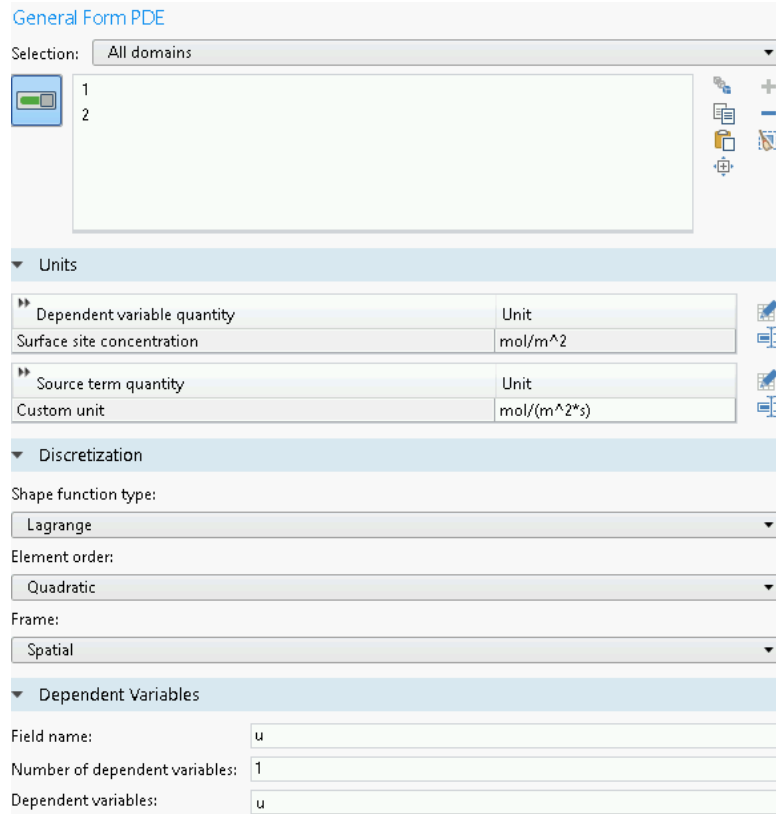 General Form PDE
Selection: All domains
1
2
Units
Dependent variable quantity Unit
Surface site concentration mol/m^2
Source term quantity Unit
Custom unit mol/(m^2*s)
Discretization
Shape function type:
Lagrange
Element order:
Quadratic
Frame:
Spatial
Dependent Variables
Field name: u
Number of dependent variables: 1
Dependent variables: u